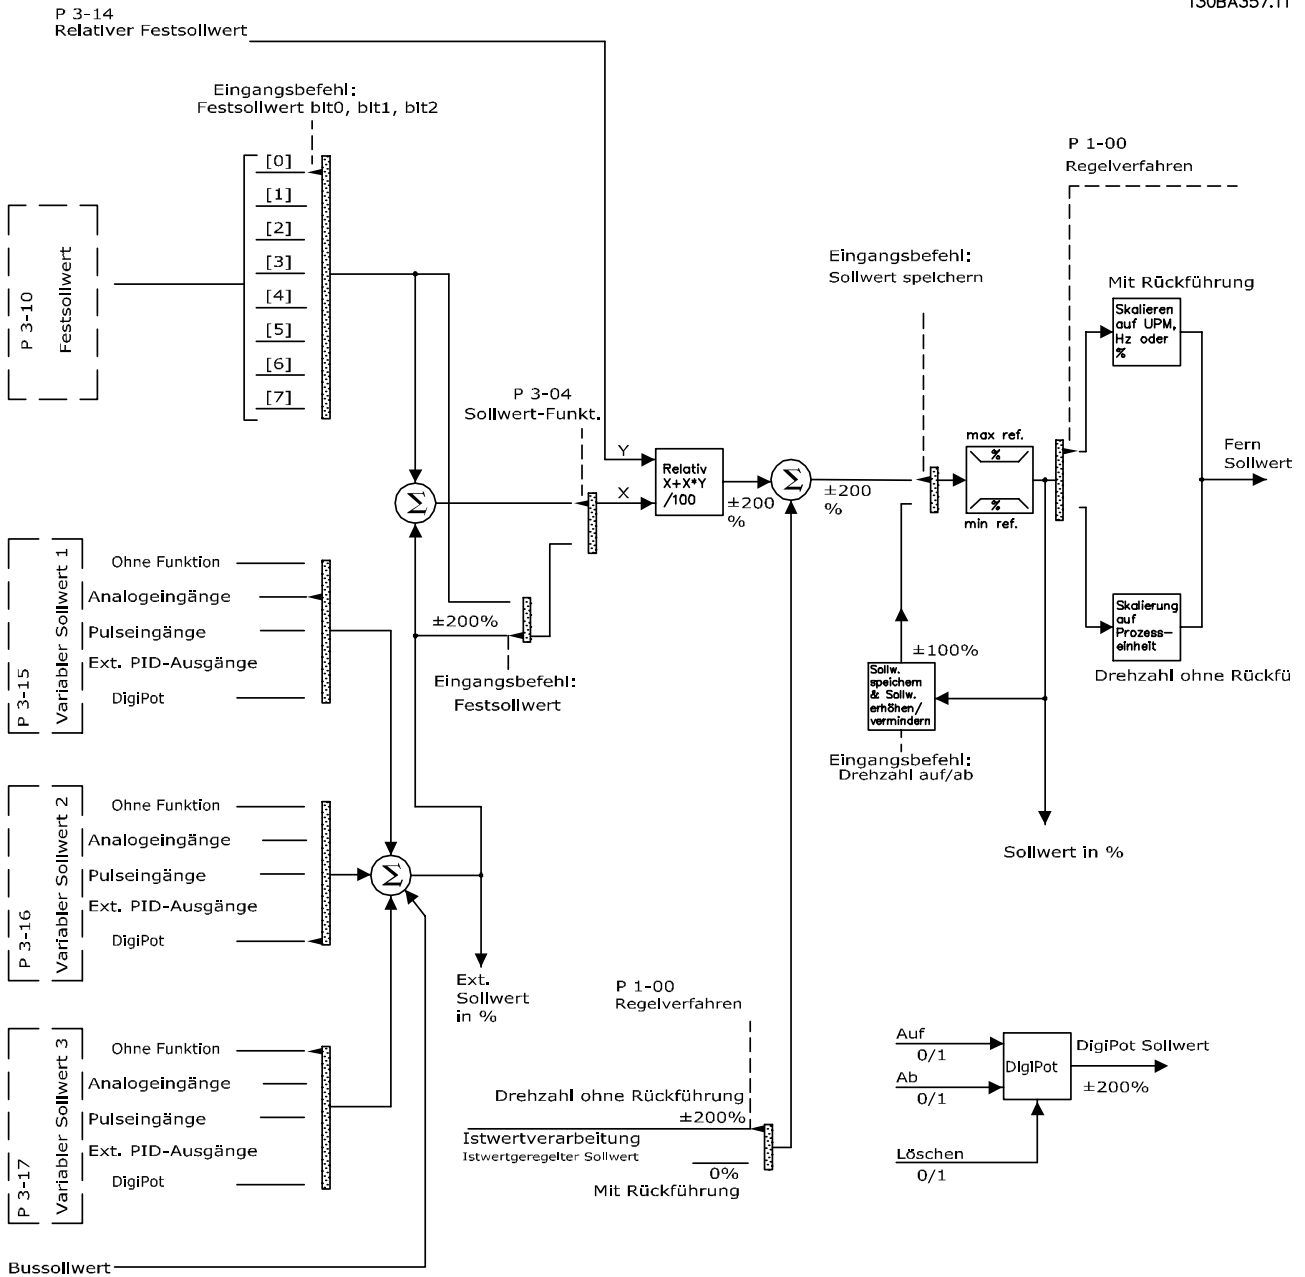 130BA357.11
P 3-14
Relativer Festsollwert
Eingangsbefehl:
Festsollwert bit0, bit1, bit2
[0]
[1]
[2]
[3]
[4]
[5]
[6]
[7]
P 3-10
Festsollwert
P 1-00
Regelverfahren
Eingangsbefehl:
Sollwert speichern
Mit Rückführung
Skalieren
auf UPM,
Hz oder
%
P 3-04
Sollwert-Funkt.
Y
X
Relativ
X+X*Y
/100
±200
%
Σ
±200
%
max ref.
%
%
min ref.
Fern
Sollwert
Σ
P 3-15
Variabler Sollwert 1
Ohne Funktion
Analogeingänge
Pulseingänge
Ext. PID-Ausgänge
DigiPot
±200%
Eingangsbefehl:
Festsollwert
Skalierung
auf
Prozess-
einheit
Drehzahl ohne Rückfü
±100%
Sollw.
speichern
& Sollw.
erhöhen/
vermindern
Eingangsbefehl:
Drehzahl auf/ab
Sollwert in %
P 3-16
Variabler Sollwert 2
Ohne Funktion
Analogeingänge
Pulseingänge
Ext. PID-Ausgänge
DigiPot
Σ
Ext.
Sollwert
in %
P 3-17
Variabler Sollwert 3
Ohne Funktion
Analogeingänge
Pulseingänge
Ext. PID-Ausgänge
DigiPot
P 1-00
Regelverfahren
Drehzahl ohne Rückführung
±200%
Istwertverarbeitung
Istwertgeregelter Sollwert
0%
Mit Rückführung
Auf
0/1
Ab
0/1
Löschen
0/1
DigiPot
DigiPot Sollwert
±200%
Bussollwert